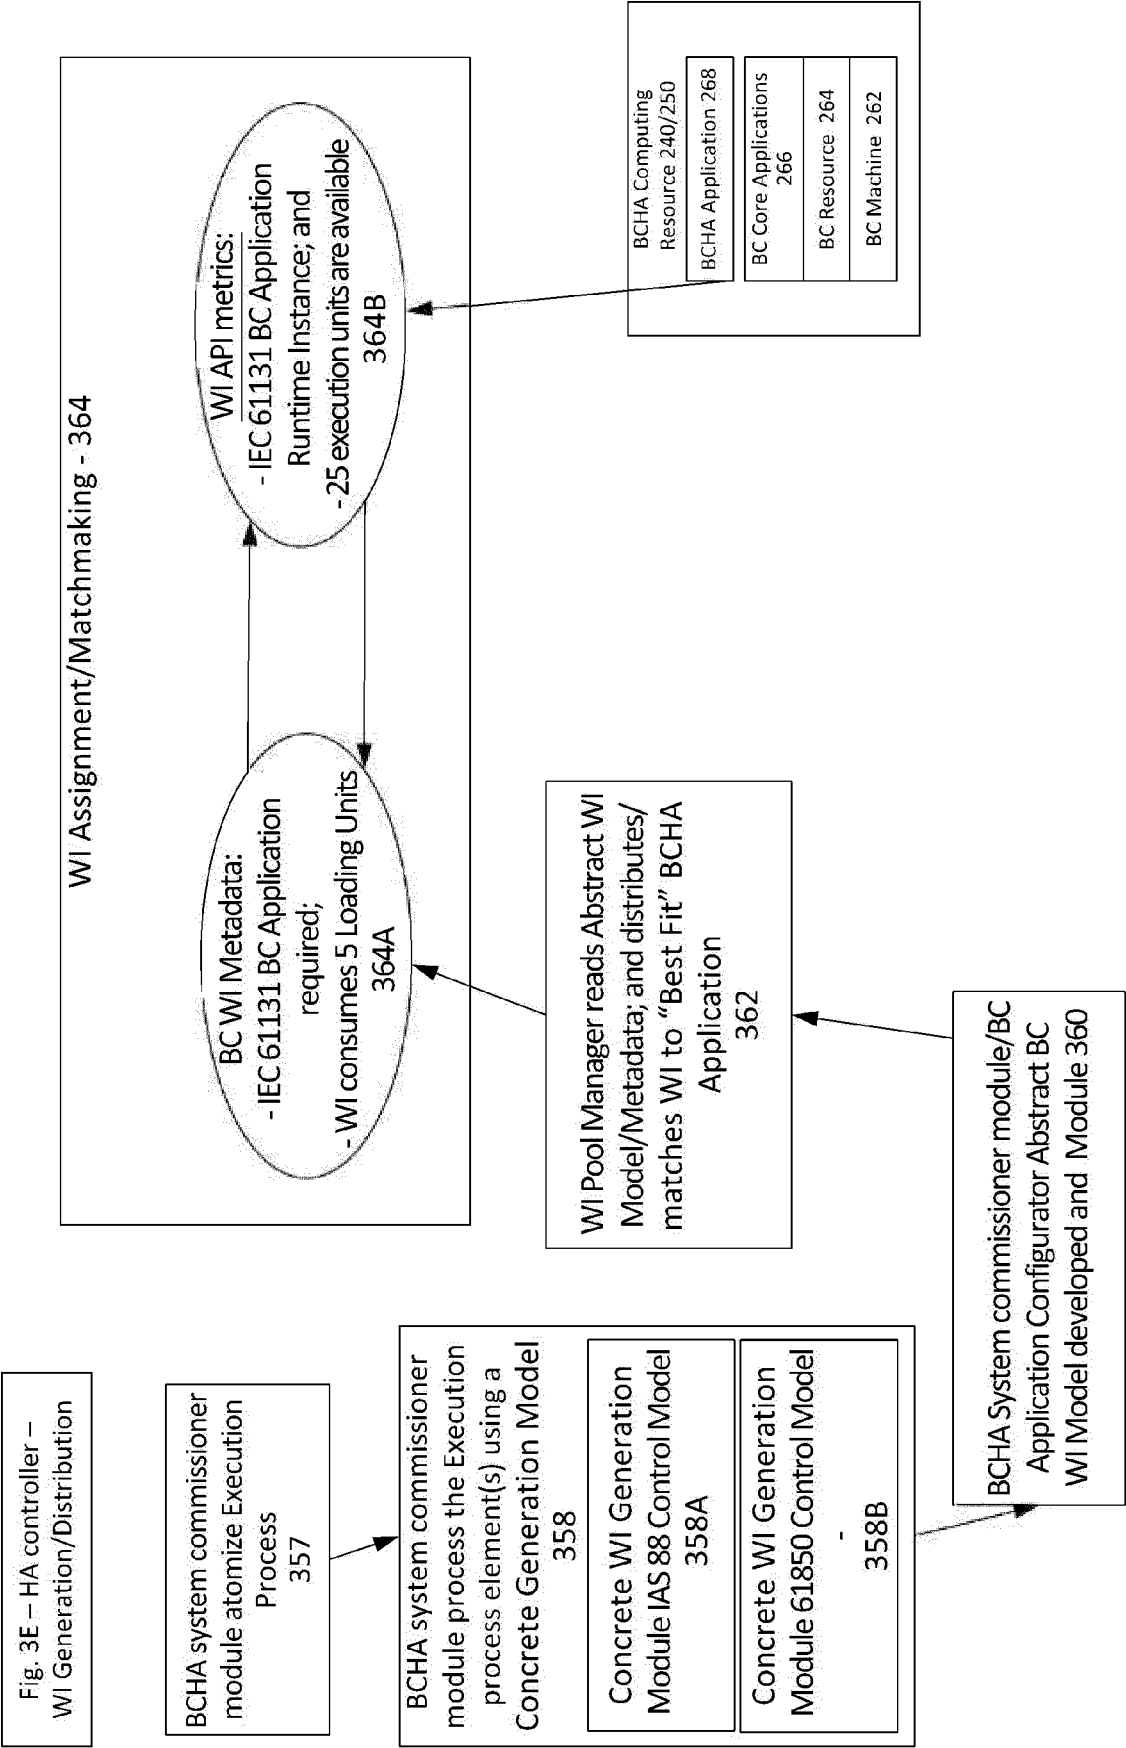 Fig. 3E – HA controller –
WI Generation/Distribution
BCHA system commissioner
module atomize Execution
Process
357
BCHA system commissioner
module process the Execution
process element(s) using a
Concrete Generation Model
358
Concrete WI Generation
Module IAS 88 Control Model
358A
Concrete WI Generation
Module 61850 Control Model
-
358B
BCHA System commissioner module/BC
Application Configurator Abstract BC
WI Model developed and Module 360
WI Pool Manager reads Abstract WI
Model/Metadata; and distributes/
matches WI to “Best Fit” BCHA
Application
362
WI Assignment/Matchmaking - 364
BC WI Metadata:
- IEC 61131 BC Application
required;
- WI consumes 5 Loading Units
364A
WI API metrics:
- IEC 61131 BC Application
Runtime Instance; and
- 25 execution units are available
364B
BCHA Computing
Resource 240/250
BCHA Application 268
BC Core Applications
266
BC Resource 264
BC Machine 262